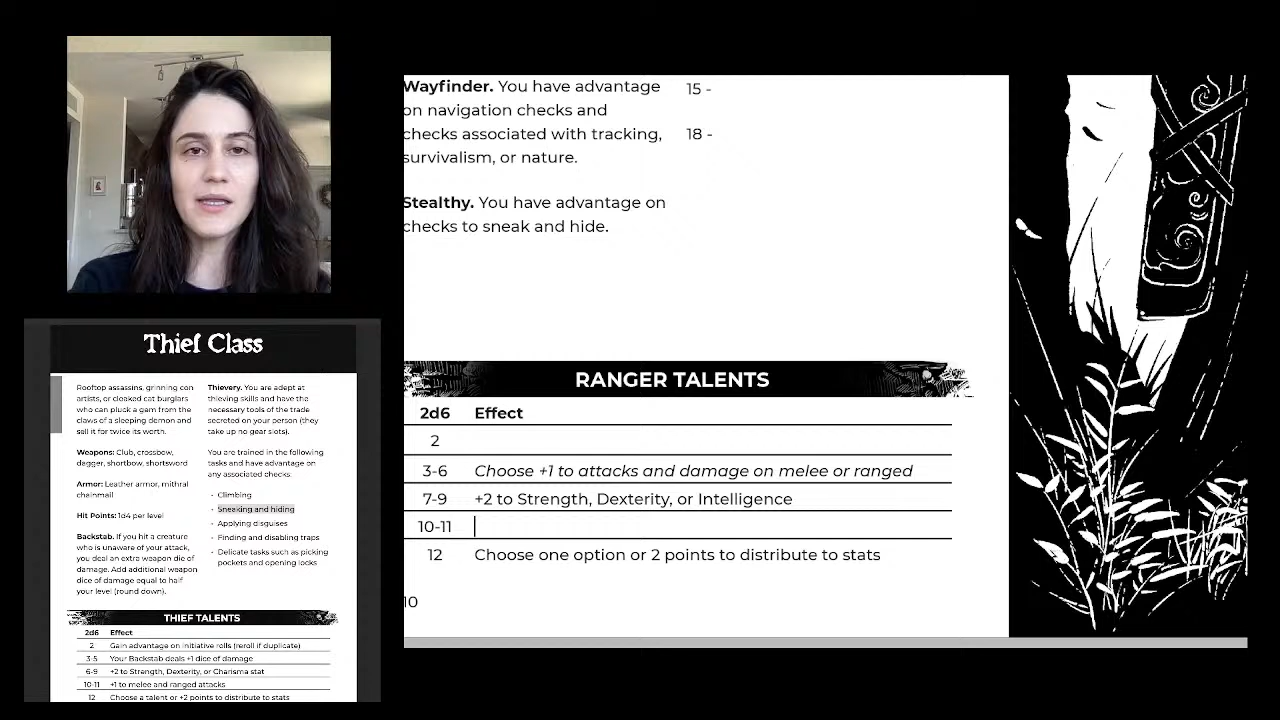 Wayfinder. You have advantage
on navigation checks and
checks associated with tracking,
survivalism, or nature.
Stealthy. You have advantage on
checks to sneak and hide.
15 -
18 -
RANGER TALENTS
2d6 Effect
2
3-6 Choose +1 to attacks and damage on melee or ranged
7-9 +2 to Strength, Dexterity, or Intelligence
10-11
12 Choose one option or 2 points to distribute to stats
10
Thief Class
Rooftop assassins, grinning con
artists, or cloaked cat burglars
who can pluck a gem from the
claws of a sleeping demon and
sell it for twice its worth.
Weapons: Club, crossbow,
dagger, shortbow, shortsword
Armor: Leather armor, mithral
chainmail
Hit Points: 1d4 per level
Backstab. If you hit a creature
who is unaware of your attack,
you deal an extra weapon die of
damage. Add additional weapon
dice of damage equal to half
your level (round down).
Thievery. You are adept at
thieving skills and have the
necessary tools of the trade
secreted on your person (they
take up no gear slots).
You are trained in the following
tasks and have advantage on
any associated checks:
- Climbing
- Sneaking and hiding
- Applying disguises
- Finding and disabling traps
- Delicate tasks such as picking
pockets and opening locks
THIEF TALENTS
2d6 Effect
2 Gain advantage on initiative rolls (reroll if duplicate)
3-5 Your Backstab deals +1 dice of damage
6-9 +2 to Strength, Dexterity, or Charisma stat
10-11 +1 to melee and ranged attacks
12 Choose a talent or +2 points to distribute to stats